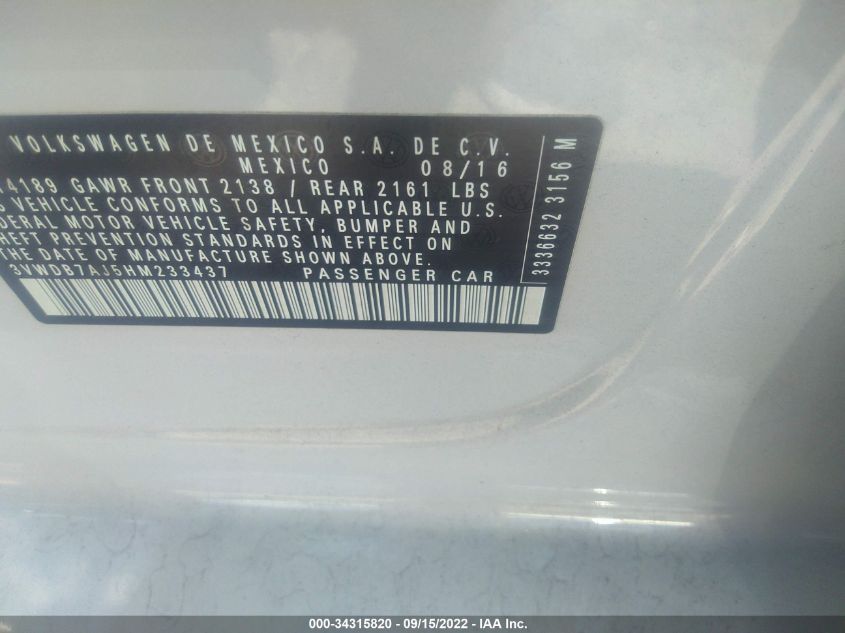 VOLKSWAGEN DE MEXICO S.A. DE C.V.
MEXICO 08/16
4189 GAWR FRONT 2138 / REAR 2161 LBS
S VEHICLE CONFORMS TO ALL APPLICABLE U.S.
DERAL MOTOR VEHICLE SAFETY, BUMPER AND
HEFT PREVENTION STANDARDS IN EFFECT ON
THE DATE OF MANUFACTURE SHOWN ABOVE.
3VWDB7AJ5HM233437 PASSENGER CAR
3336632 3156 M
000-34315820 - 09/15/2022 - IAA Inc.